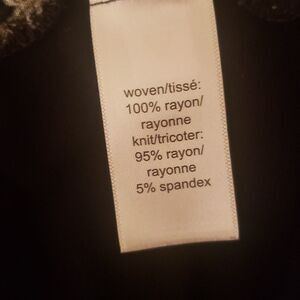 woven/tissé:
100% rayon/
rayonne
knit/tricoter:
95% rayon/
rayonne
5% spandex